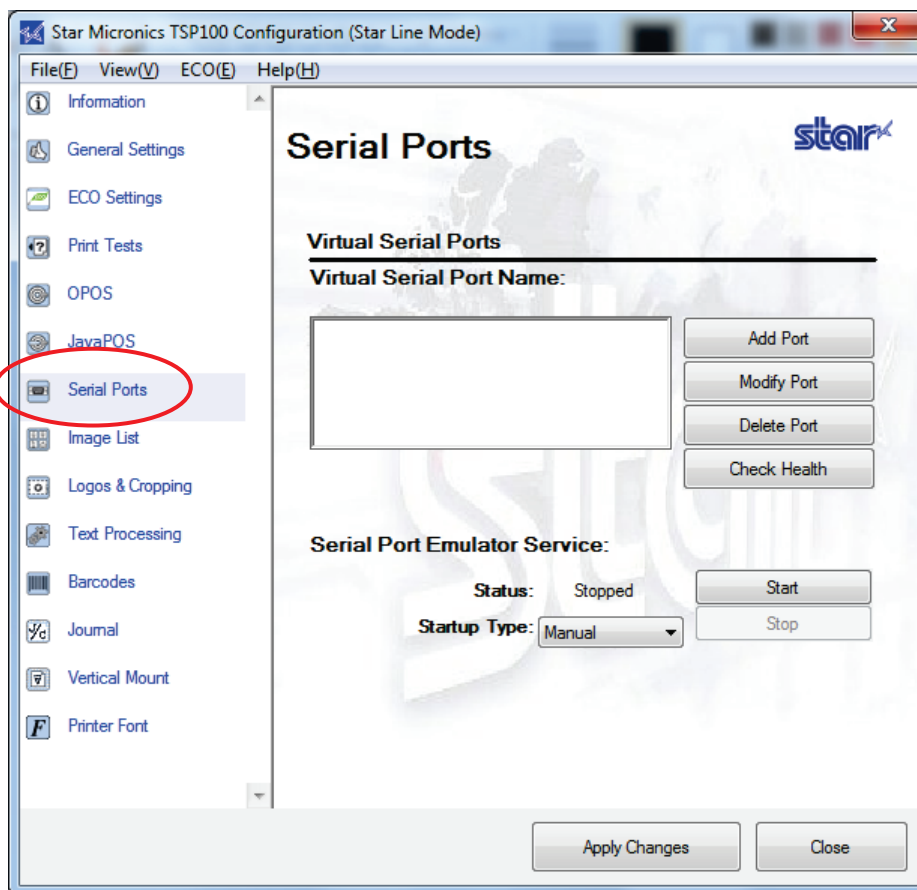 Star Micronics TSP100 Configuration (Star Line Mode)
File(F) View(V) ECO(E) Help(H)
Information
General Settings
ECO Settings
Print Tests
OPOS
JavaPOS
Serial Ports
Image List
Logos & Cropping
Text Processing
Barcodes
Journal
Vertical Mount
Printer Font
Serial Ports
star
Virtual Serial Ports
Virtual Serial Port Name:
Add Port
Modify Port
Delete Port
Check Health
Serial Port Emulator Service:
Status: Stopped
Start
Startup Type: Manual
Stop
Apply Changes
Close